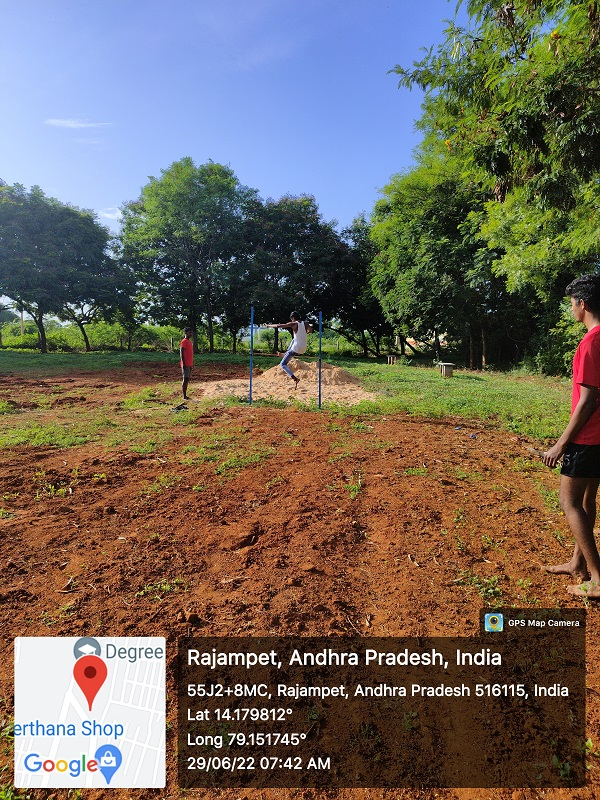 GPS Map Camera
Degree
erthana Shop
Google
Rajampet, Andhra Pradesh, India
55J2+8MC, Rajampet, Andhra Pradesh 516115, India
Lat 14.179812°
Long 79.151745°
29/06/22 07:42 AM